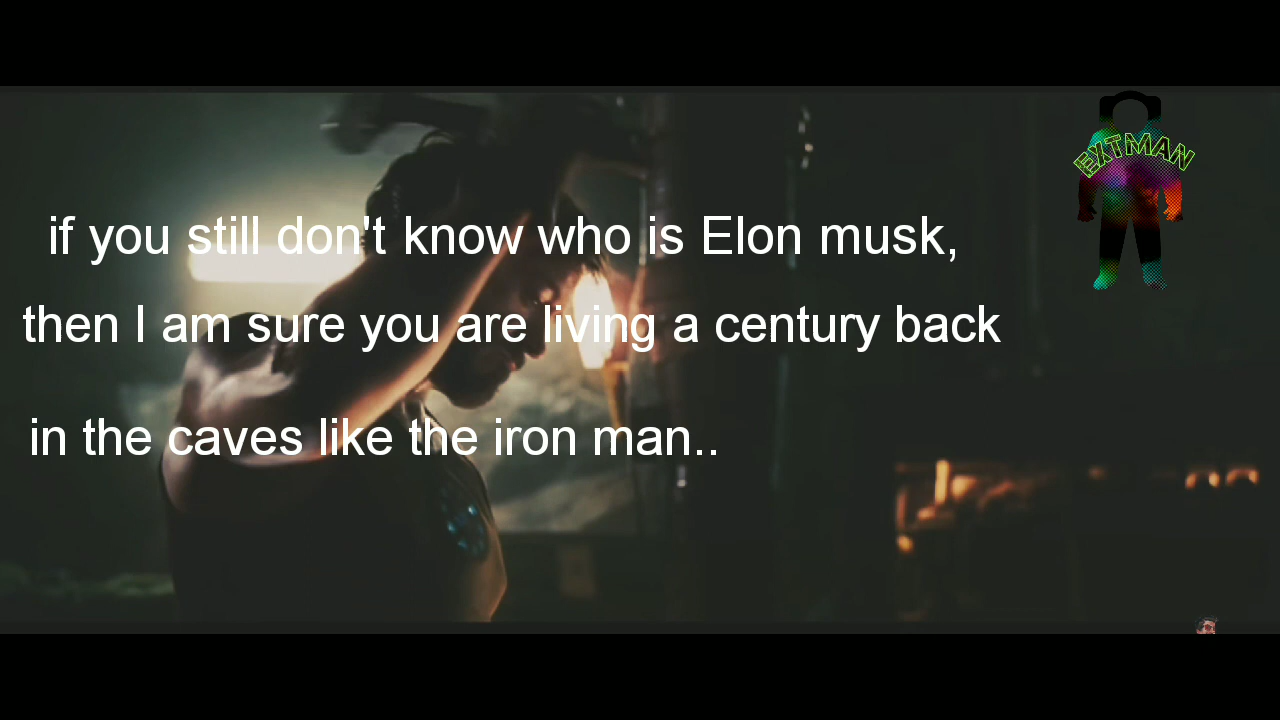 EXTMAN
if you still don't know who is Elon musk,
then I am sure you are living a century back
in the caves like the iron man..